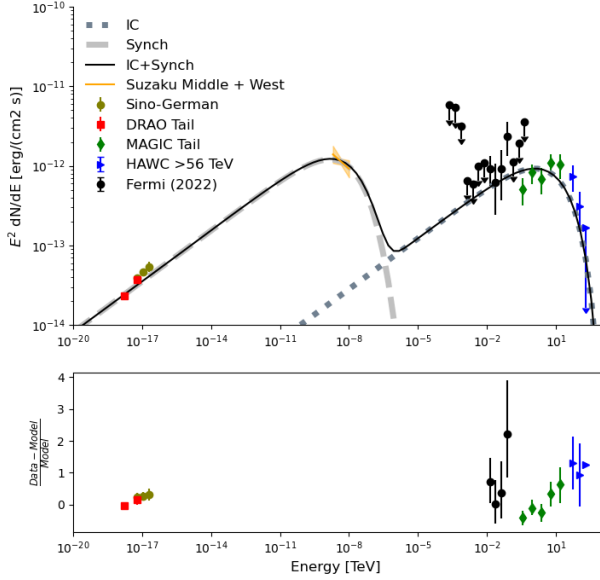 10⁻¹⁰
10⁻¹¹
10⁻¹²
10⁻¹³
10⁻¹⁴
E² dN/dE [erg/(cm2 s)]
IC
Synch
IC+Synch
Suzaku Middle + West
Sino-German
DRAO Tail
MAGIC Tail
HAWC >56 TeV
Fermi (2022)
10⁻²⁰ 10⁻¹⁷ 10⁻¹⁴ 10⁻¹¹ 10⁻⁸ 10⁻⁵ 10⁻² 10¹
4
3
2
1
0
Data−Model
Model
10⁻²⁰ 10⁻¹⁷ 10⁻¹⁴ 10⁻¹¹ 10⁻⁸ 10⁻⁵ 10⁻² 10¹
Energy [TeV]